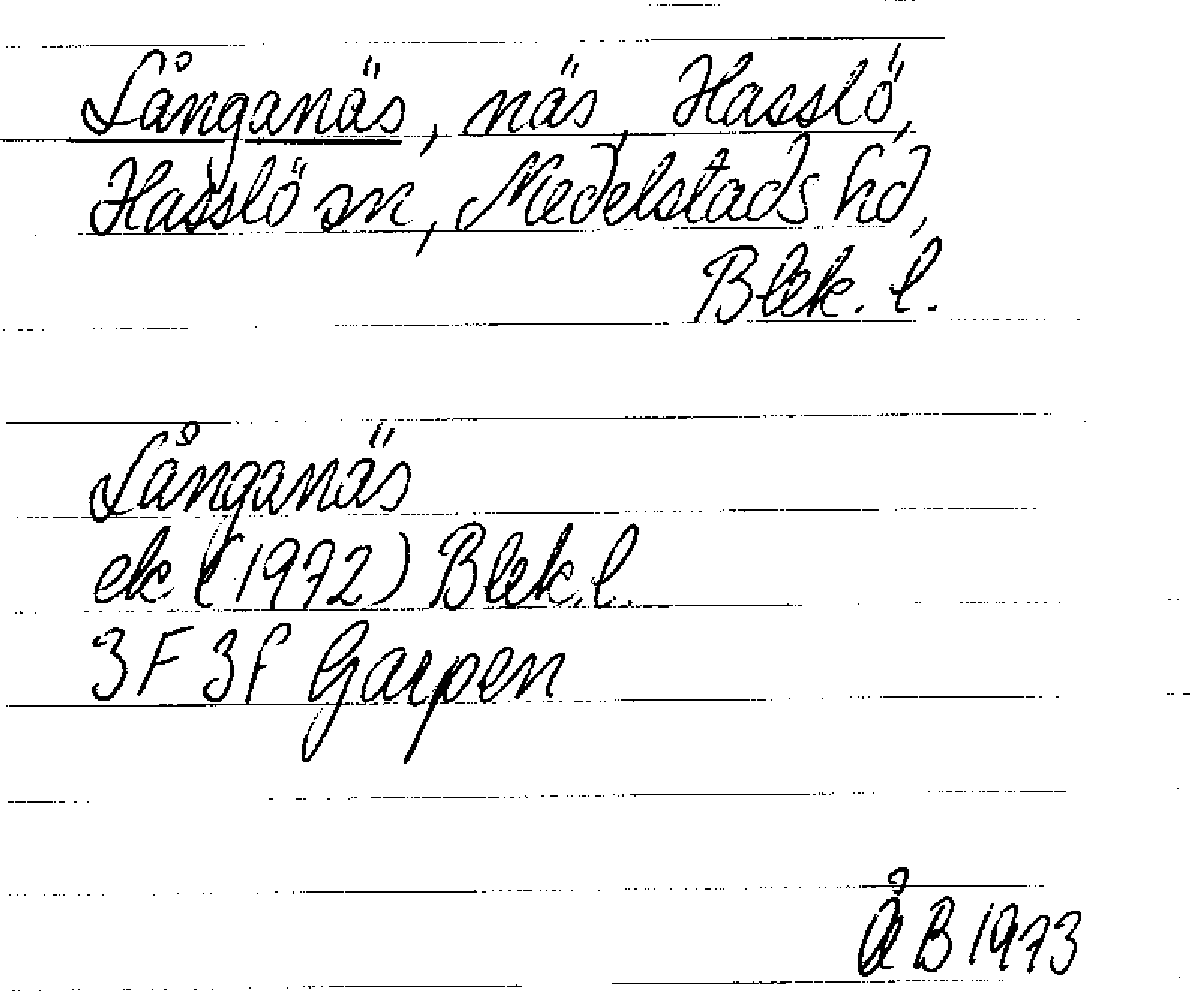 Långanäs, näs, Hasslö,
Hasslö sn, Medelstads hd,
Blek. l.
Långanäs
ek (1972) Blek. l.
3F 3f Garpen
ÅB 1973